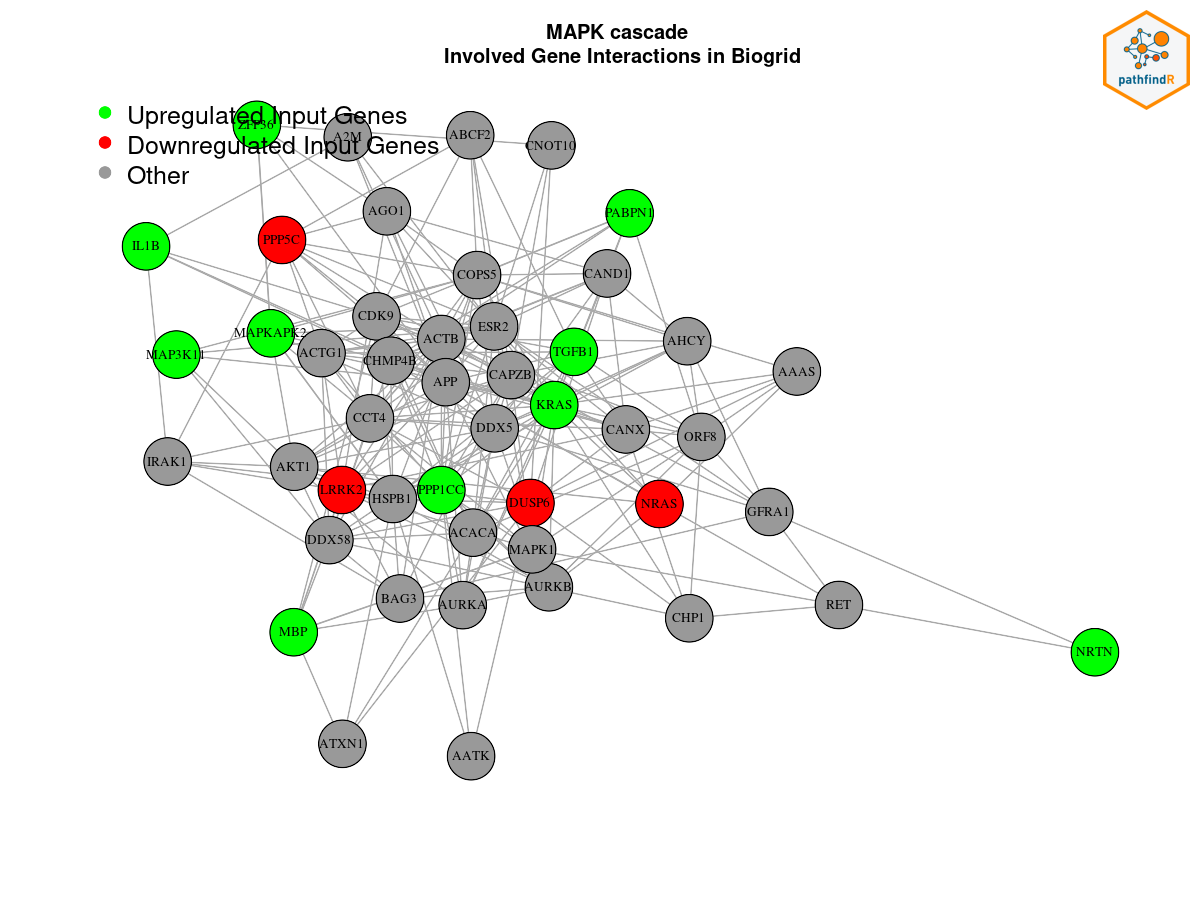 MAPK cascade
Involved Gene Interactions in Biogrid
pathfindR
Upregulated Input Genes
Downregulated Input Genes
Other
ZFP36
A2M
ABCF2
CNOT10
AGO1
PABPN1
IL1B
PPP5C
COPS5
CAND1
CDK9
ESR2
MAPKAPK2
ACTB
AHCY
MAP3K11
ACTG1
CHMP4B
TGFB1
APP
CAPZB
AAAS
KRAS
CCT4
DDX5
CANX
ORF8
IRAK1
AKT1
LRRK2
HSPB1
PPP1CC
DUSP6
NRAS
GFRA1
DDX58
ACACA
MAPK1
BAG3
AURKA
AURKB
CHP1
RET
MBP
NRTN
ATXN1
AATK